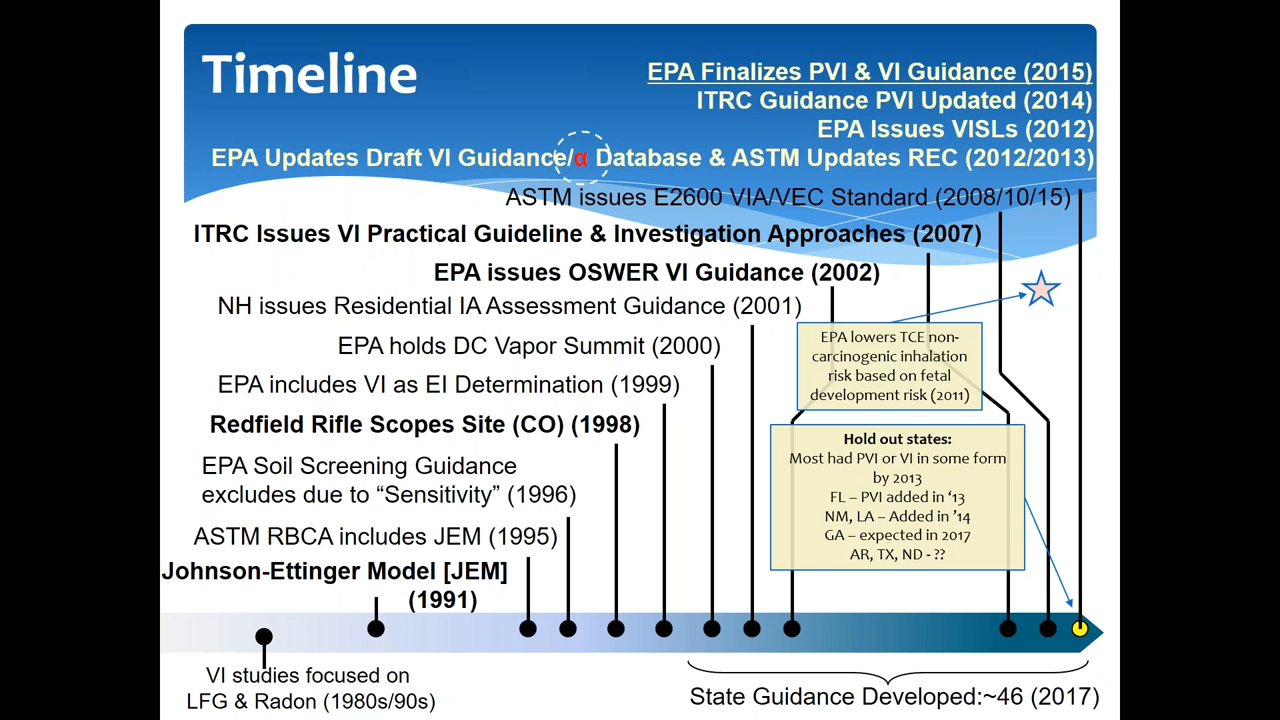 Timeline
EPA Finalizes PVI & VI Guidance (2015)
ITRC Guidance PVI Updated (2014)
EPA Issues VISLs (2012)
EPA Updates Draft VI Guidance/α Database & ASTM Updates REC (2012/2013)
ASTM issues E2600 VIA/VEC Standard (2008/10/15)
ITRC Issues VI Practical Guideline & Investigation Approaches (2007)
EPA issues OSWER VI Guidance (2002)
NH issues Residential IA Assessment Guidance (2001)
EPA holds DC Vapor Summit (2000)
EPA includes VI as EI Determination (1999)
Redfield Rifle Scopes Site (CO) (1998)
EPA Soil Screening Guidance
excludes due to “Sensitivity” (1996)
ASTM RBCA includes JEM (1995)
Johnson-Ettinger Model [JEM]
(1991)
EPA lowers TCE non-
carcinogenic inhalation
risk based on fetal
development risk (2011)
Hold out states:
Most had PVI or VI in some form
by 2013
FL – PVI added in ‘13
NM, LA – Added in ’14
GA – expected in 2017
AR, TX, ND - ??
VI studies focused on
LFG & Radon (1980s/90s)
State Guidance Developed:~46 (2017)